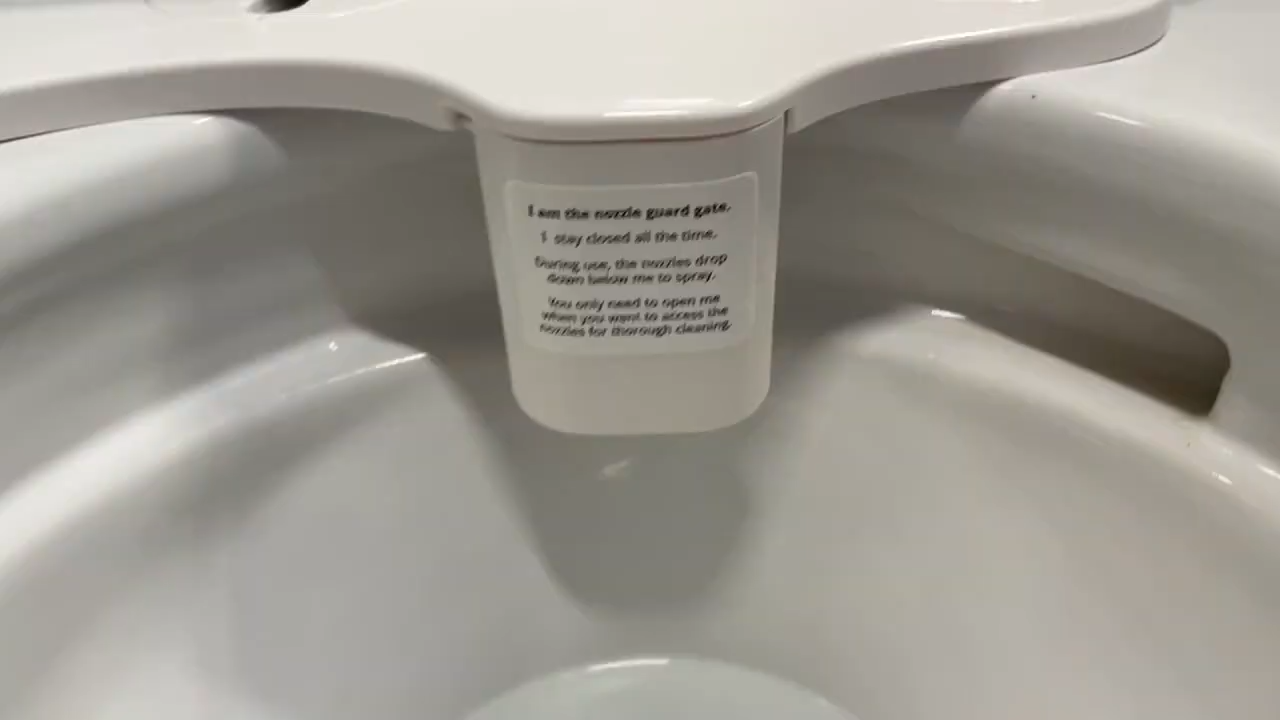 I am the nozzle guard gate.
I stay closed all the time.
During use, the nozzles drop
down below me to spray.
You only need to open me
when you want to access the
nozzles for thorough cleaning.